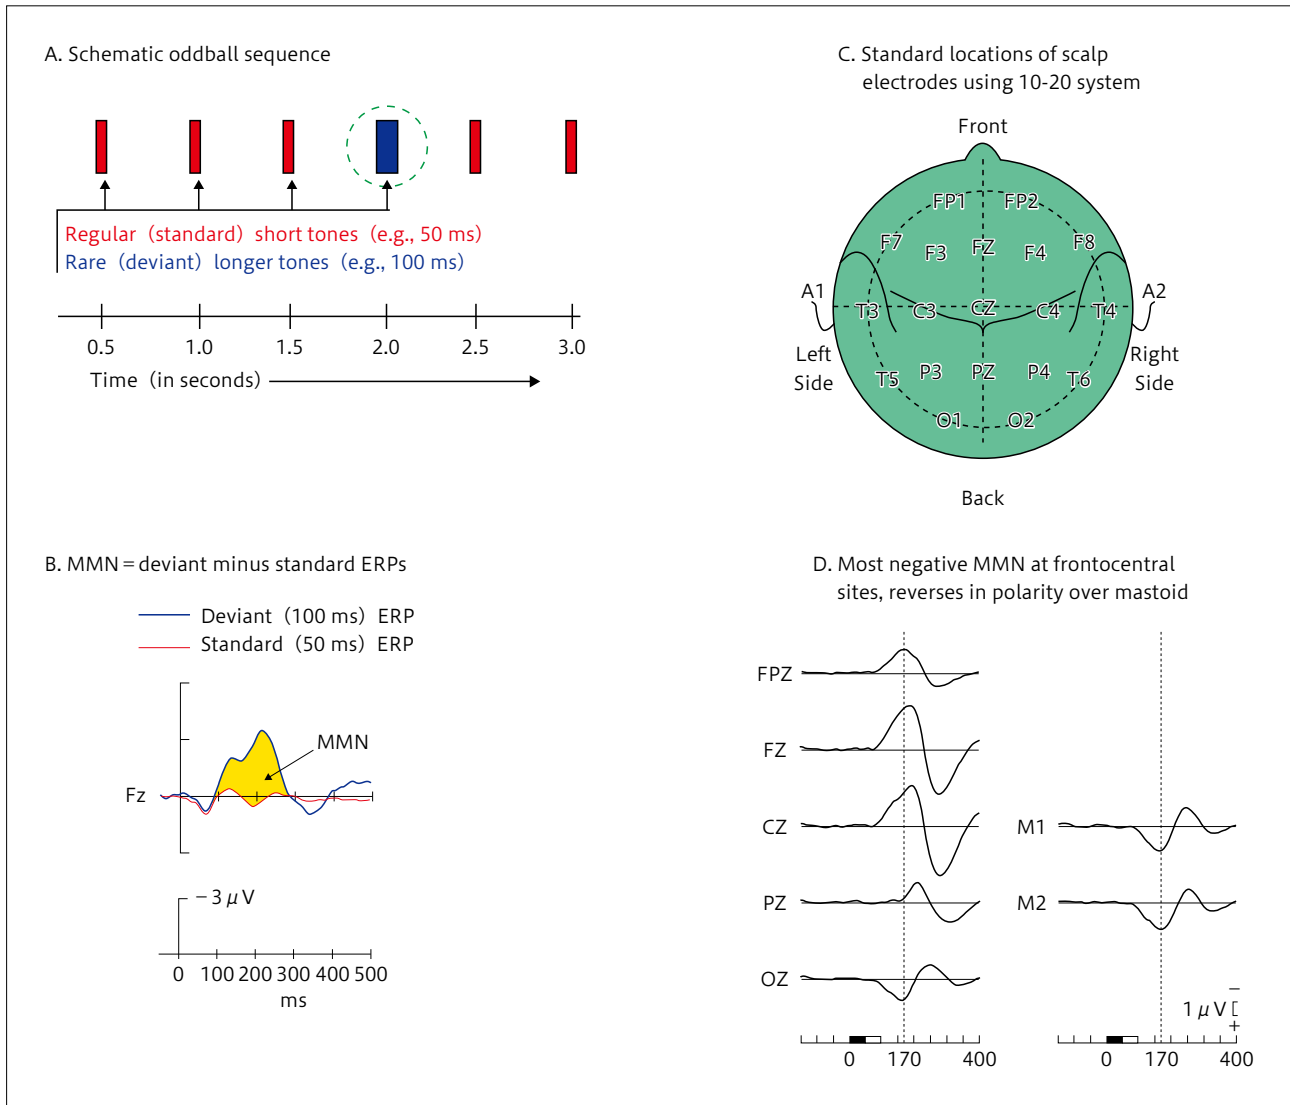 A. Schematic oddball sequence
Regular (standard) short tones (e.g., 50 ms)
Rare (deviant) longer tones (e.g., 100 ms)
0.5 1.0 1.5 2.0 2.5 3.0
Time (in seconds)
C. Standard locations of scalp
electrodes using 10-20 system
Front
FP1 FP2
F7 F3 FZ F4 F8
A1 T3 C3 CZ C4 T4 A2
Left
Side
Right
Side
T5 P3 PZ P4 T6
O1 O2
Back
B. MMN = deviant minus standard ERPs
Deviant (100 ms) ERP
Standard (50 ms) ERP
MMN
Fz
−3 μV
0 100 200 300 400 500
ms
D. Most negative MMN at frontocentral
sites, reverses in polarity over mastoid
FPZ
FZ
CZ
PZ
OZ
0 170 400
M1
M2
−
1 μV
+
0 170 400